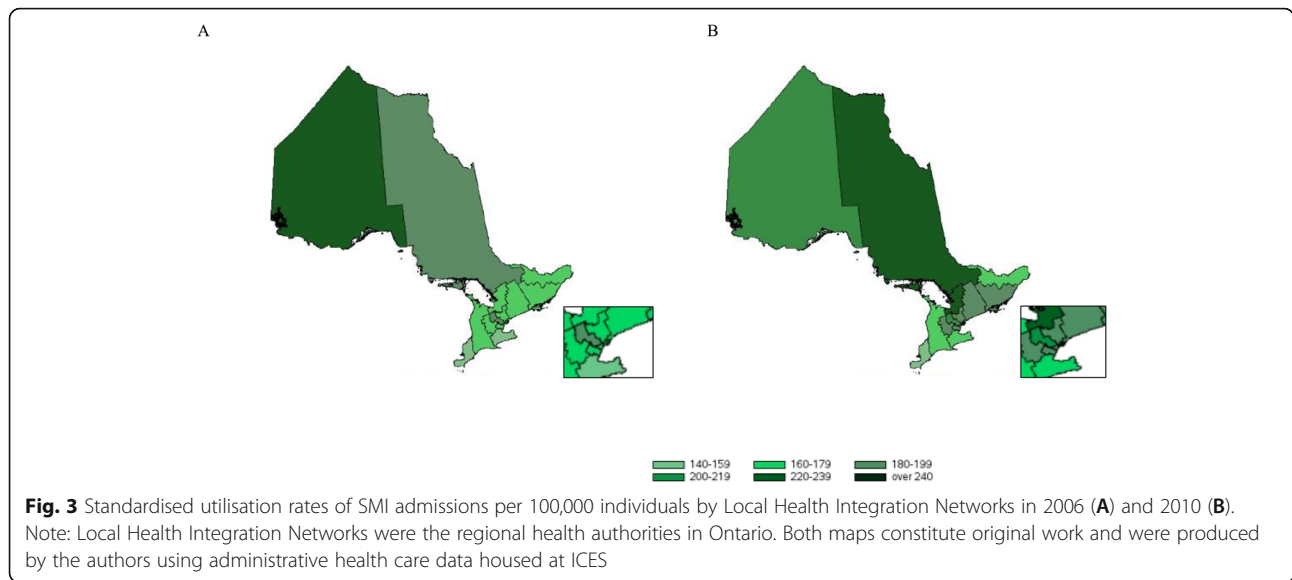 A B
140-159 160-179 180-199
200-219 220-239 over 240
Fig. 3 Standardised utilisation rates of SMI admissions per 100,000 individuals by Local Health Integration Networks in 2006 (A) and 2010 (B).
Note: Local Health Integration Networks were the regional health authorities in Ontario. Both maps constitute original work and were produced
by the authors using administrative health care data housed at ICES